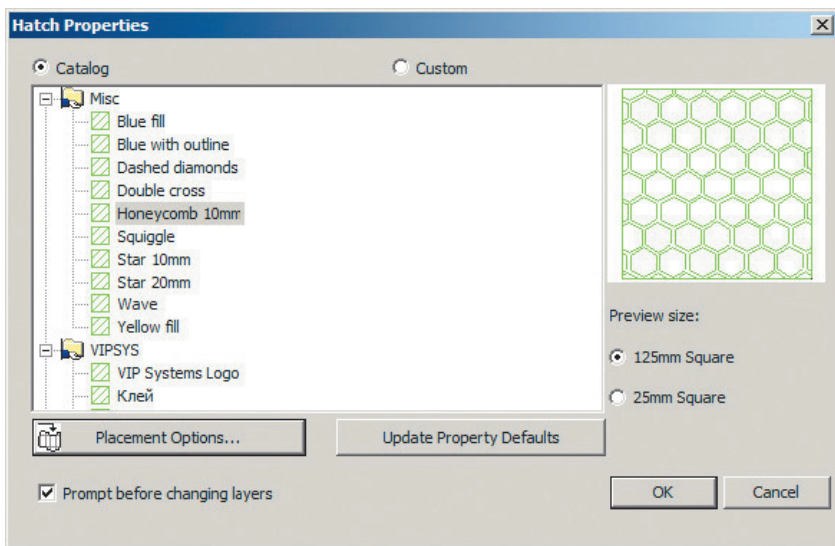 Hatch Properties
Catalog
Custom
Misc
Blue fill
Blue with outline
Dashed diamonds
Double cross
Honeycomb 10mm
Squiggle
Star 10mm
Star 20mm
Wave
Yellow fill
VIPSYS
VIP Systems Logo
Клей
Preview size:
125mm Square
25mm Square
Placement Options...
Update Property Defaults
Prompt before changing layers
OK
Cancel